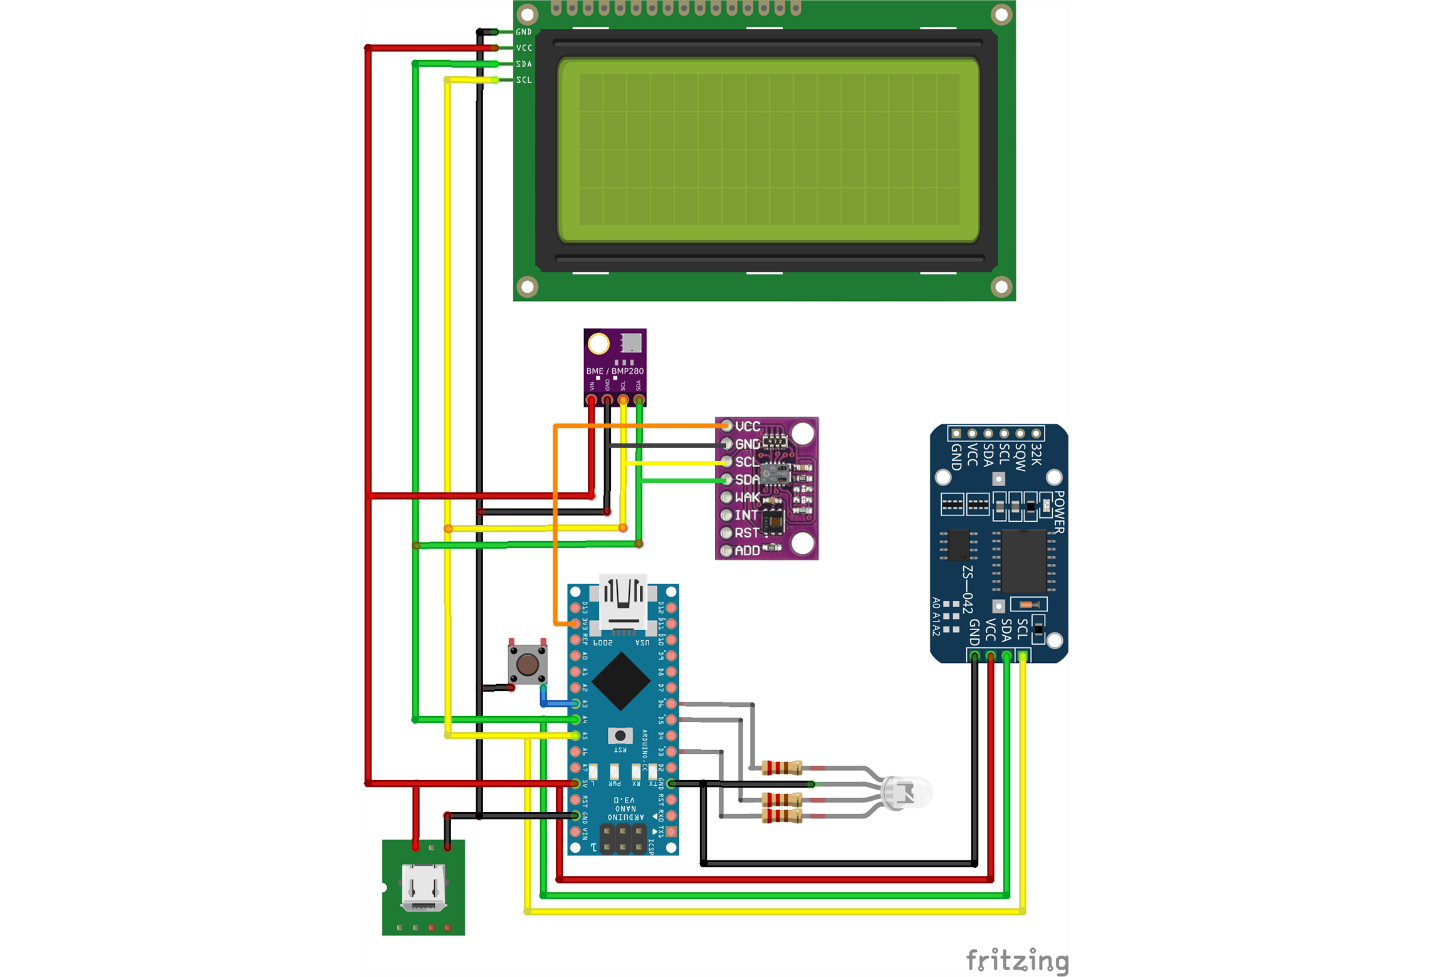 GND
VCC
SDA
SCL
BME / BMP280
VIN
GND
SCL
SDA
VCC
GND
SCL
SDA
WAK
INT
RST
ADD
GND
VCC
SDA
SCL
SQW
32K
POWER
ZS-042
A0 A1 A2
GND
VCC
SDA
SCL
D13
3V3
REF
A0
A1
A2
A3
A4
A5
A6
A7
5V
RST
GND
VIN
D12
D11
D10
D9
D8
D7
D6
D5
D4
D3
D2
GND
RST
RX0
TX1
2009
USA
RST
ARDUINO.CC
L
PWR
RX
TX
ARDUINO
NANO
V3.0
ICSP
1
fritzing